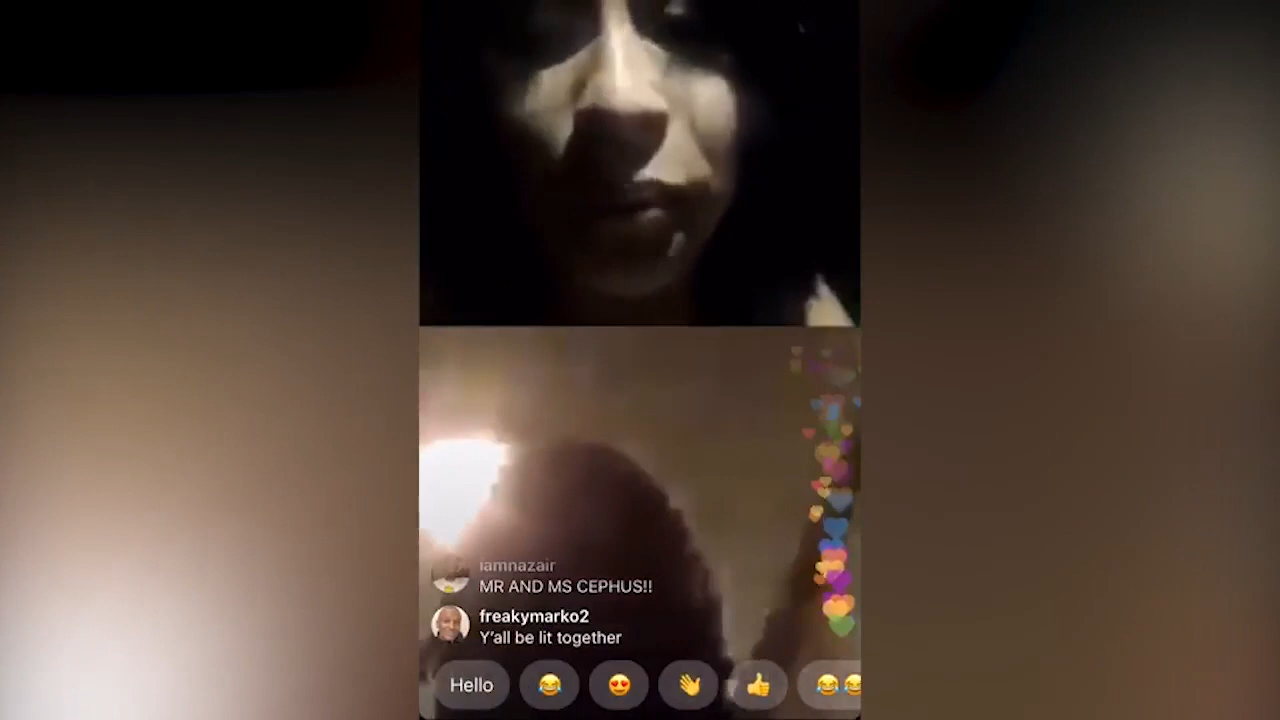 iamnazair
MR AND MS CEPHUS!!
freakymarko2
Y'all be lit together
Hello